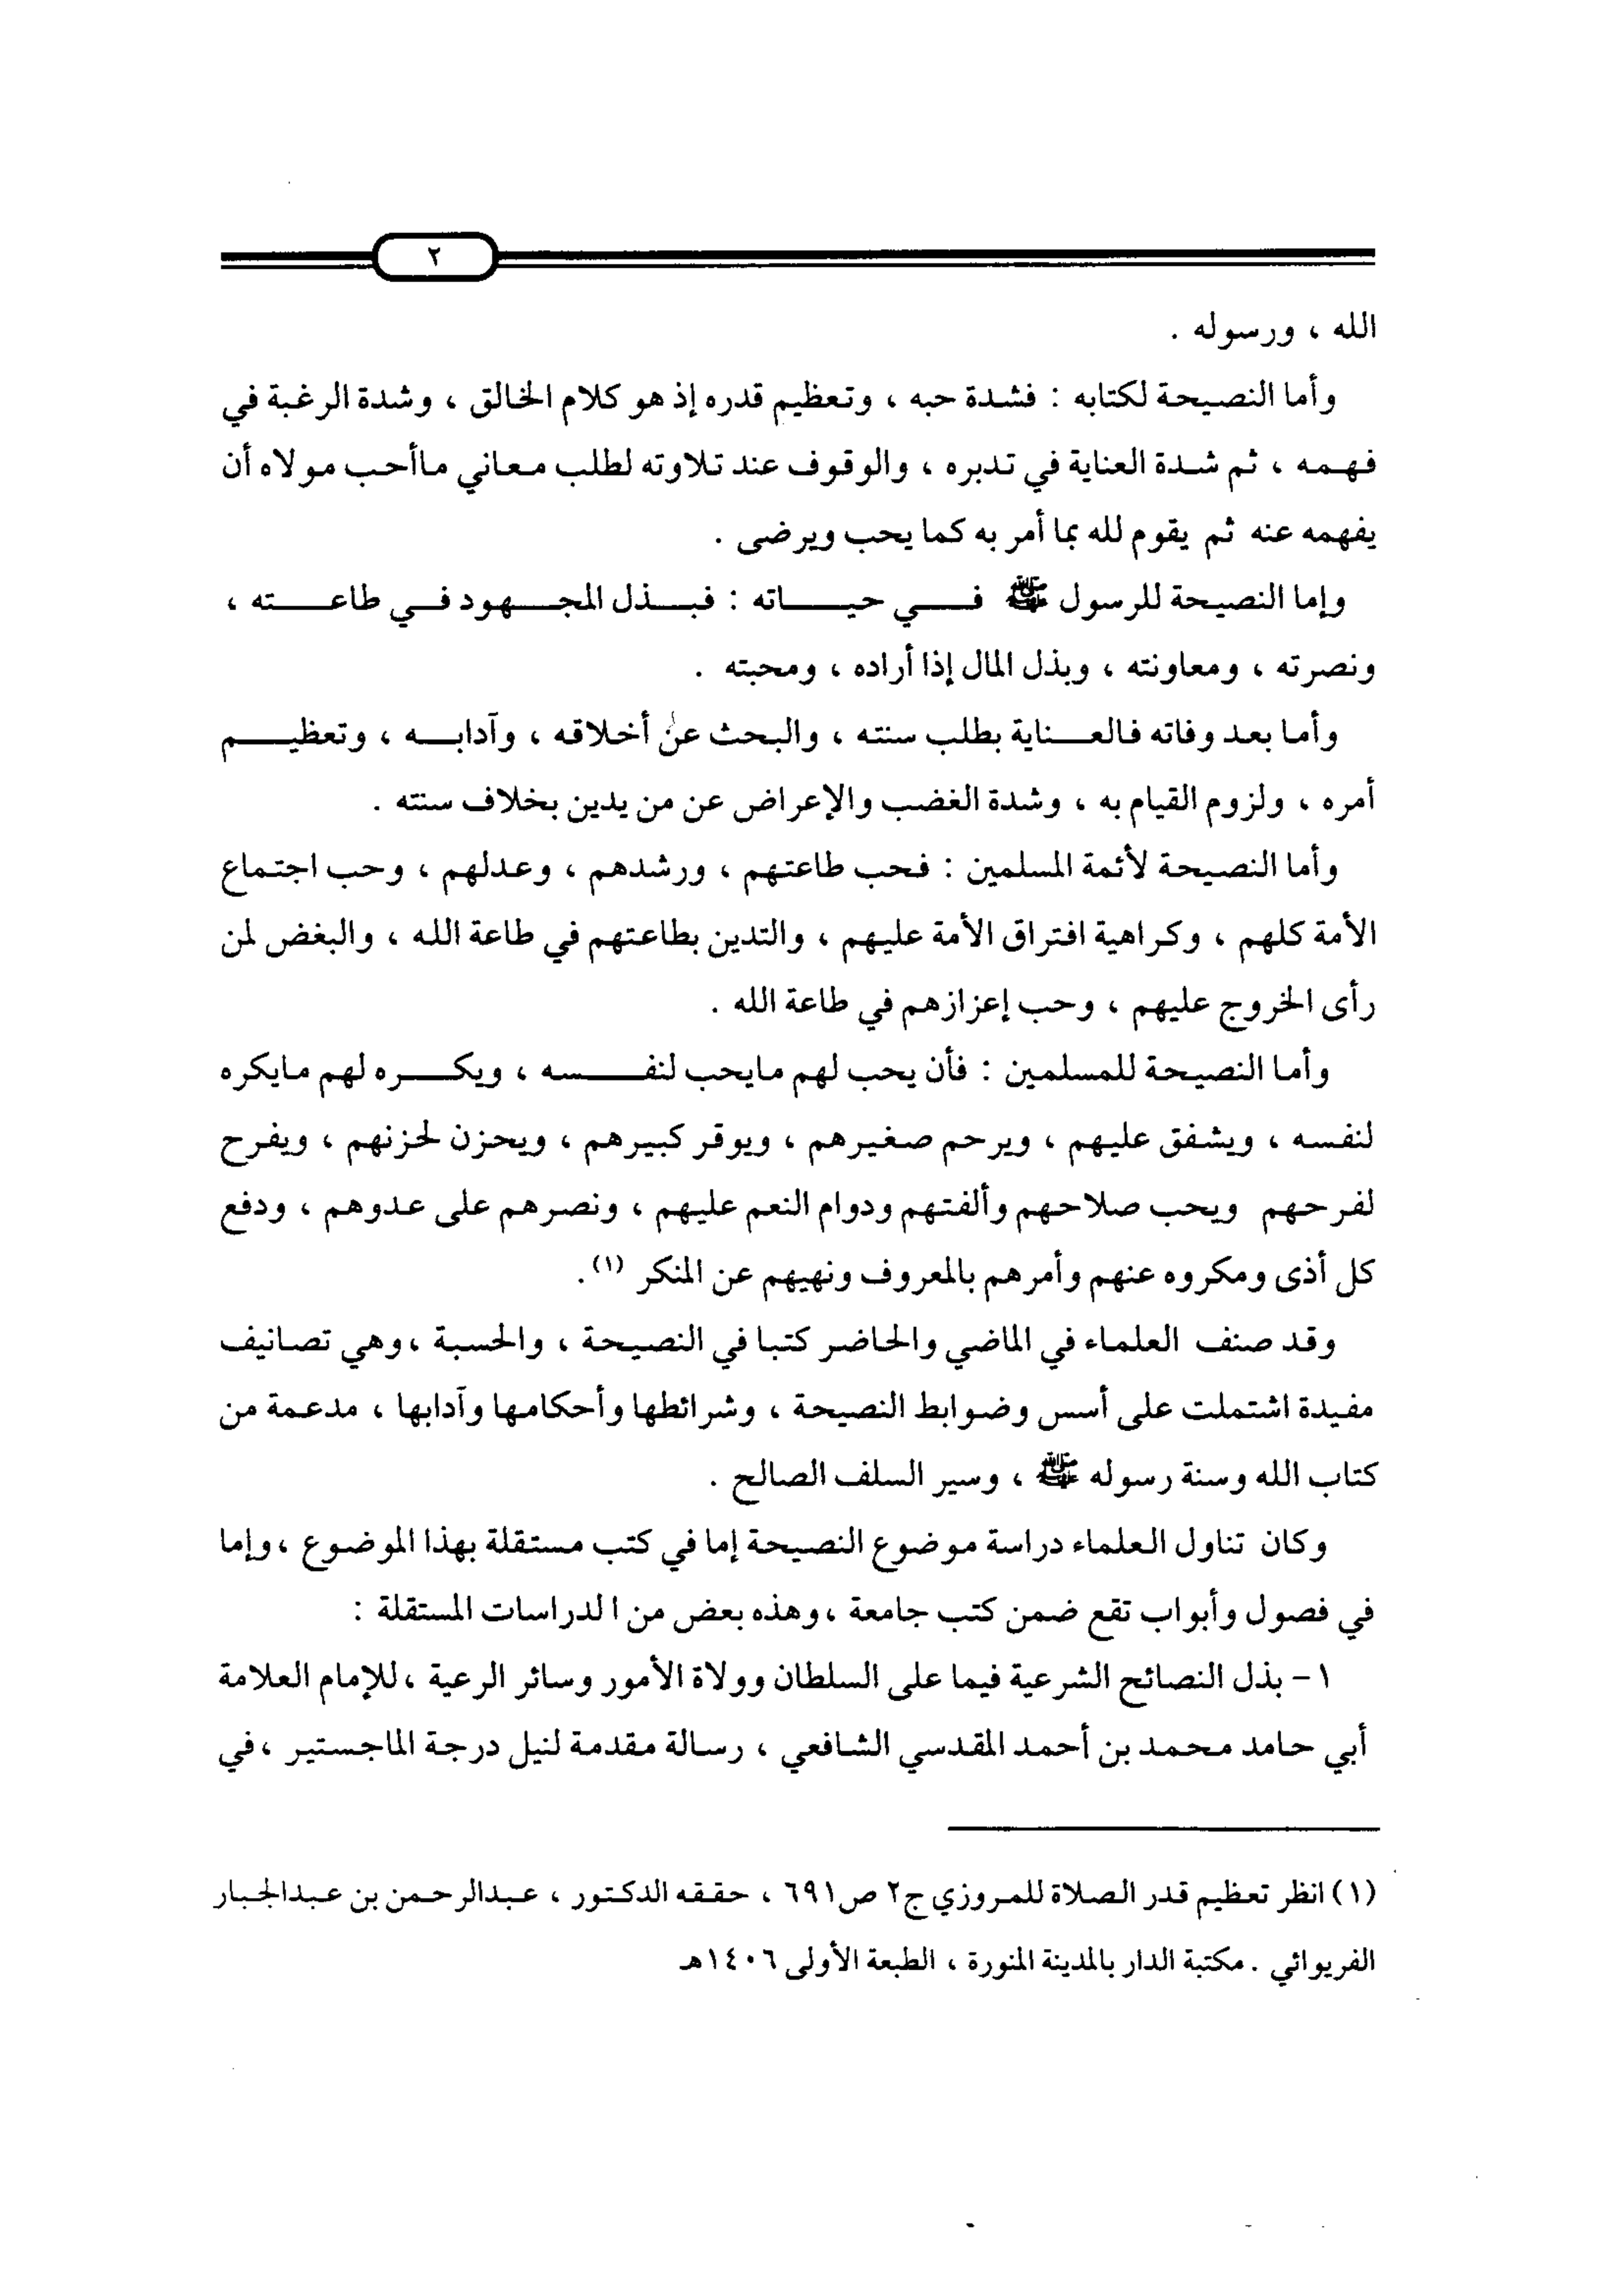 ٢
الله ، ورسوله .
وأما النصيحة لكتابه : فشدة حبه ، وتعظيم قدره إذ هو كلام الخالق ، وشدة الرغبة في
فهمه ، ثم شدة العناية في تدبره ، والوقوف عند تلاوته لطلب معاني ماأحب مولاه أن
يفهمه عنه ثم يقوم لله بما أمر به كما يحب ويرضى .
وإما النصيحة للرسول ﷺ في حياته : فبذل المجهود في طاعته ،
ونصرته ، ومعاونته ، وبذل المال إذا أراده ، ومحبته .
وأما بعد وفاته فالعناية بطلب سنته ، والبحث عن أخلاقه ، وآدابه ، وتعظيم
أمره ، ولزوم القيام به ، وشدة الغضب والإعراض عن من يدين بخلاف سنته .
وأما النصيحة لأئمة المسلمين : فحب طاعتهم ، ورشدهم ، وعدلهم ، وحب اجتماع
الأمة كلهم ، وكراهية افتراق الأمة عليهم ، والتدين بطاعتهم في طاعة الله ، والبغض لمن
رأى الخروج عليهم ، وحب إعزازهم في طاعة الله .
وأما النصيحة للمسلمين : فأن يحب لهم مايحب لنفسه ، ويكره لهم مايكره
لنفسه ، ويشفق عليهم ، ويرحم صغيرهم ، ويوقر كبيرهم ، ويحزن لحزنهم ، ويفرح
لفرحهم ويحب صلاحهم وألفتهم ودوام النعم عليهم ، ونصرهم على عدوهم ، ودفع
كل أذى ومكروه عنهم وأمرهم بالمعروف ونهيهم عن المنكر (١).
وقد صنف العلماء في الماضي والحاضر كتبا في النصيحة ، والحسبة ،وهي تصانيف
مفيدة اشتملت على أسس وضوابط النصيحة ، وشرائطها وأحكامها وآدابها ، مدعمة من
كتاب الله وسنة رسوله ﷺ ، وسير السلف الصالح .
وكان تناول العلماء دراسة موضوع النصيحة إما في كتب مستقلة بهذا الموضوع ،وإما
في فصول وأبواب تقع ضمن كتب جامعة ،وهذه بعض من الدراسات المستقلة :
١- بذل النصائح الشرعية فيما على السلطان وولاة الأمور وسائر الرعية ،للإمام العلامة
أبي حامد محمد بن أحمد المقدسي الشافعي ، رسالة مقدمة لنيل درجة الماجستير ،في
(١) انظر تعظيم قدر الصلاة للمروزي ج٢ ص٦٩١ ، حققه الدكتور ، عبدالرحمن بن عبدالجبار
الفريوائي . مكتبة الدار بالمدينة المنورة ، الطبعة الأولى ١٤٠٦هـ